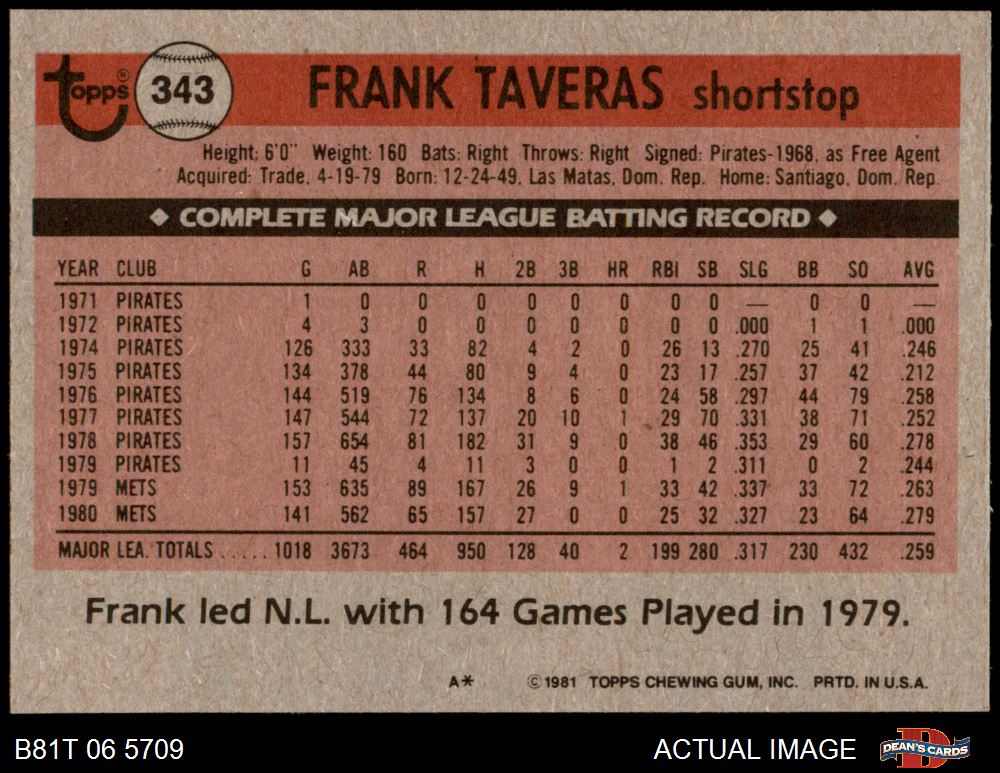 Topps® 343 FRANK TAVERAS shortstop
Height: 6'0" Weight: 160 Bats: Right Throws: Right Signed: Pirates-1968, as Free Agent
Acquired: Trade, 4-19-79 Born: 12-24-49, Las Matas, Dom. Rep. Home: Santiago, Dom. Rep.
◆ COMPLETE MAJOR LEAGUE BATTING RECORD ◆
YEAR CLUB G AB R H 2B 3B HR RBI SB SLG BB SO AVG
1971 PIRATES 1 0 0 0 0 0 0 0 0 — 0 0 —
1972 PIRATES 4 3 0 0 0 0 0 0 0 .000 1 1 .000
1974 PIRATES 126 333 33 82 4 2 0 26 13 .270 25 41 .246
1975 PIRATES 134 378 44 80 9 4 0 23 17 .257 37 42 .212
1976 PIRATES 144 519 76 134 8 6 0 24 58 .297 44 79 .258
1977 PIRATES 147 544 72 137 20 10 1 29 70 .331 38 71 .252
1978 PIRATES 157 654 81 182 31 9 0 38 46 .353 29 60 .278
1979 PIRATES 11 45 4 11 3 0 0 1 2 .311 0 2 .244
1979 METS 153 635 89 167 26 9 1 33 42 .337 33 72 .263
1980 METS 141 562 65 157 27 0 0 25 32 .327 23 64 .279
MAJOR LEA. TOTALS ..... 1018 3673 464 950 128 40 2 199 280 .317 230 432 .259
Frank led N.L. with 164 Games Played in 1979.
A* © 1981 TOPPS CHEWING GUM, INC. PRTD. IN U.S.A.
B81T 06 5709 ACTUAL IMAGE DEAN'S CARDS